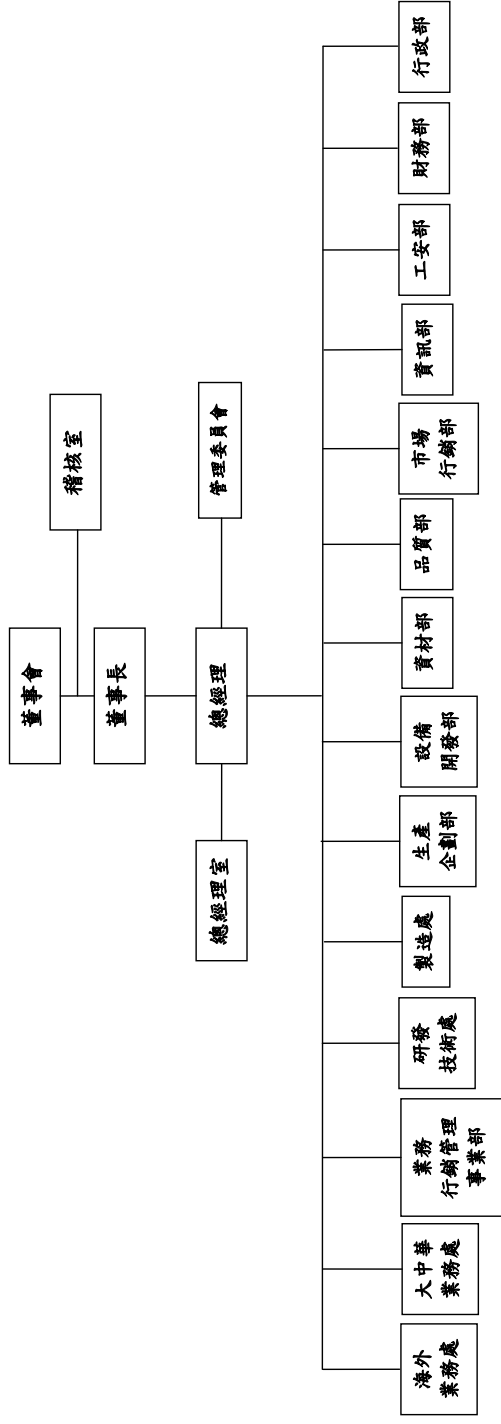 董事會
稽核室
董事長
總經理室
總經理
管理委員會
海外
業務處
大中華
業務處
業務
行銷管理
事業部
研發
技術處
製造處
生產
企劃部
設備
開發部
資材部
品質部
市場
行銷部
資訊部
工安部
財務部
行政部